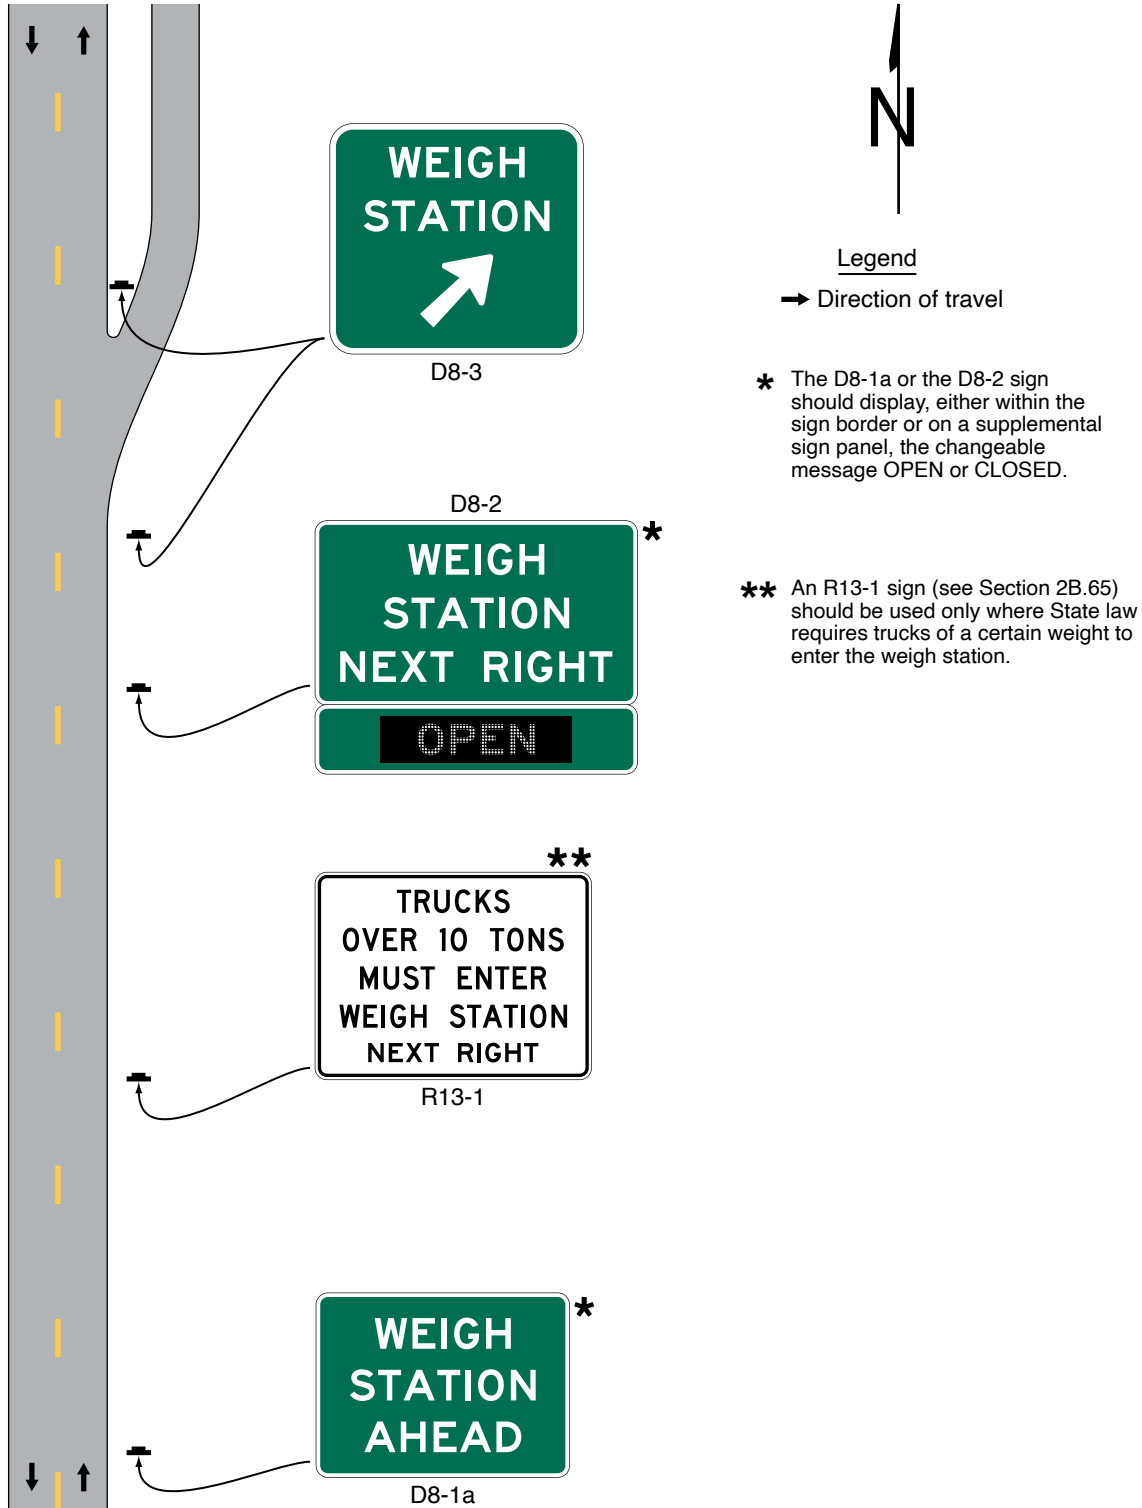 N
Legend
Direction of travel
WEIGH
STATION
D8-3
* The D8-1a or the D8-2 sign
should display, either within the
sign border or on a supplemental
sign panel, the changeable
message OPEN or CLOSED.
D8-2
*
WEIGH
STATION
NEXT RIGHT
OPEN
** An R13-1 sign (see Section 2B.65)
should be used only where State law
requires trucks of a certain weight to
enter the weigh station.
**
TRUCKS
OVER 10 TONS
MUST ENTER
WEIGH STATION
NEXT RIGHT
R13-1
*
WEIGH
STATION
AHEAD
D8-1a